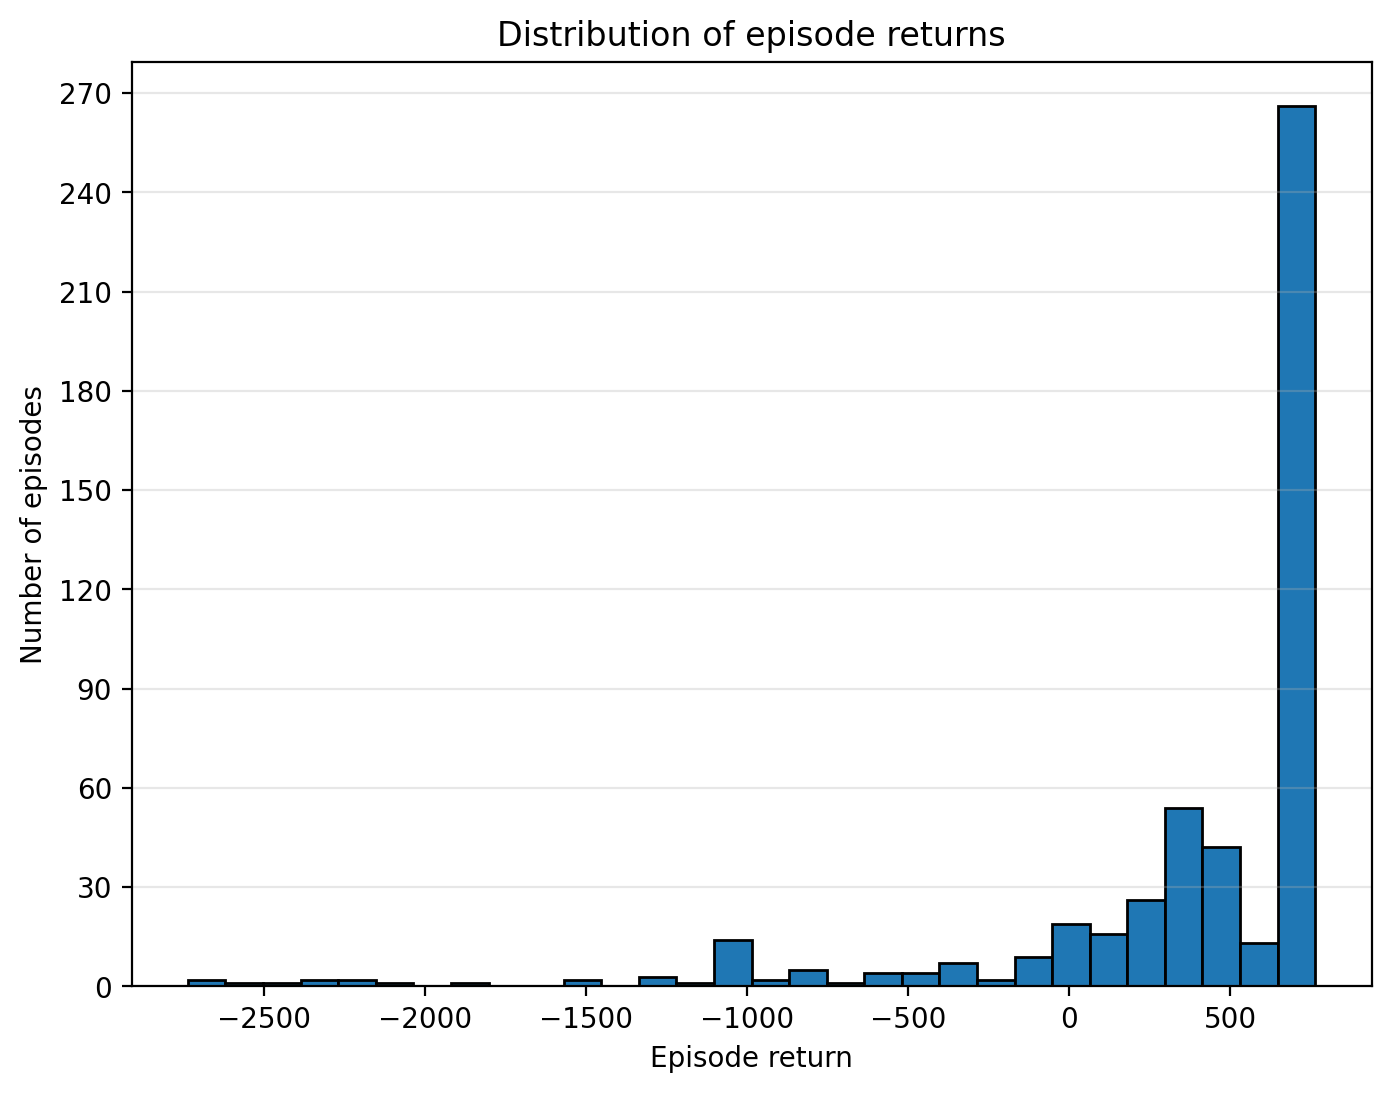 Distribution of episode returns
270
240
210
180
150
120
90
60
30
0
Number of episodes
−2500 −2000 −1500 −1000 −500 0 500
Episode return